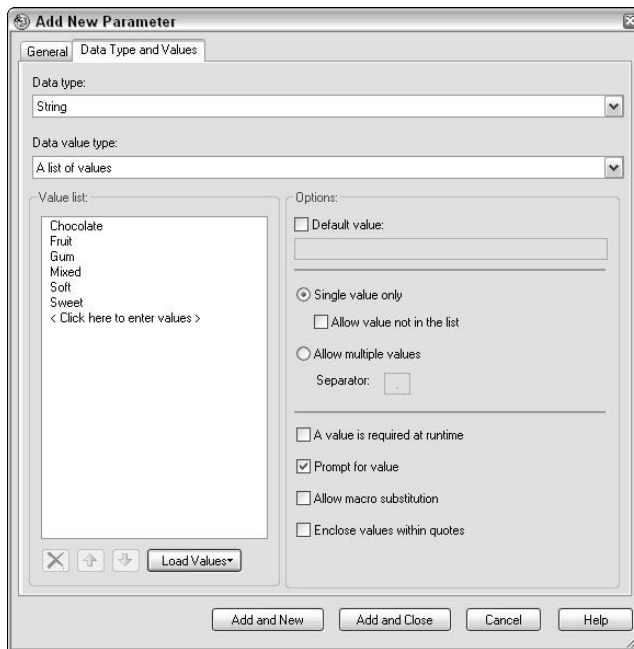 Add New Parameter
General
Data Type and Values
Data type:
String
Data value type:
A list of values
Value list:
Chocolate
Fruit
Gum
Mixed
Soft
Sweet
< Click here to enter values >
Load Values
Options:
Default value:
Single value only
Allow value not in the list
Allow multiple values
Separator:
A value is required at runtime
Prompt for value
Allow macro substitution
Enclose values within quotes
Add and New
Add and Close
Cancel
Help